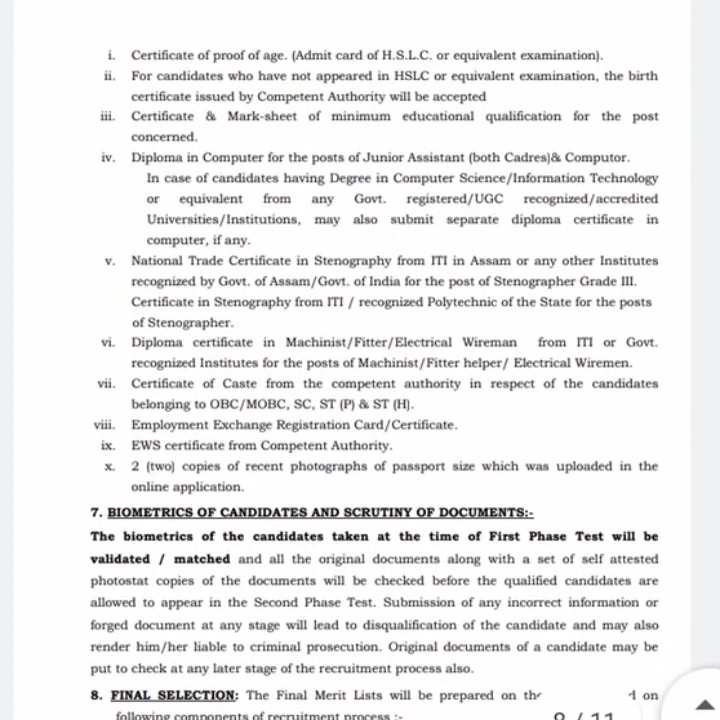 i. Certificate of proof of age. (Admit card of H.S.L.C. or equivalent examination).
ii. For candidates who have not appeared in HSLC or equivalent examination, the birth
certificate issued by Competent Authority will be accepted
iii. Certificate & Mark-sheet of minimum educational qualification for the post
concerned.
iv. Diploma in Computer for the posts of Junior Assistant (both Cadres)& Computor.
In case of candidates having Degree in Computer Science/Information Technology
or equivalent from any Govt. registered/UGC recognized/accredited
Universities/Institutions, may also submit separate diploma certificate in
computer, if any.
v. National Trade Certificate in Stenography from ITI in Assam or any other Institutes
recognized by Govt. of Assam/Govt. of India for the post of Stenographer Grade III.
Certificate in Stenography from ITI / recognized Polytechnic of the State for the posts
of Stenographer.
vi. Diploma certificate in Machinist/Fitter/Electrical Wireman from ITI or Govt.
recognized Institutes for the posts of Machinist/Fitter helper/ Electrical Wiremen.
vii. Certificate of Caste from the competent authority in respect of the candidates
belonging to OBC/MOBC, SC, ST (P) & ST (H).
viii. Employment Exchange Registration Card/Certificate.
ix. EWS certificate from Competent Authority.
x. 2 (two) copies of recent photographs of passport size which was uploaded in the
online application.
7. BIOMETRICS OF CANDIDATES AND SCRUTINY OF DOCUMENTS:-
The biometrics of the candidates taken at the time of First Phase Test will be
validated / matched and all the original documents along with a set of self attested
photostat copies of the documents will be checked before the qualified candidates are
allowed to appear in the Second Phase Test. Submission of any incorrect information or
forged document at any stage will lead to disqualification of the candidate and may also
render him/her liable to criminal prosecution. Original documents of a candidate may be
put to check at any later stage of the recruitment process also.
8. FINAL SELECTION: The Final Merit Lists will be prepared on on
following components of recruitment process :-